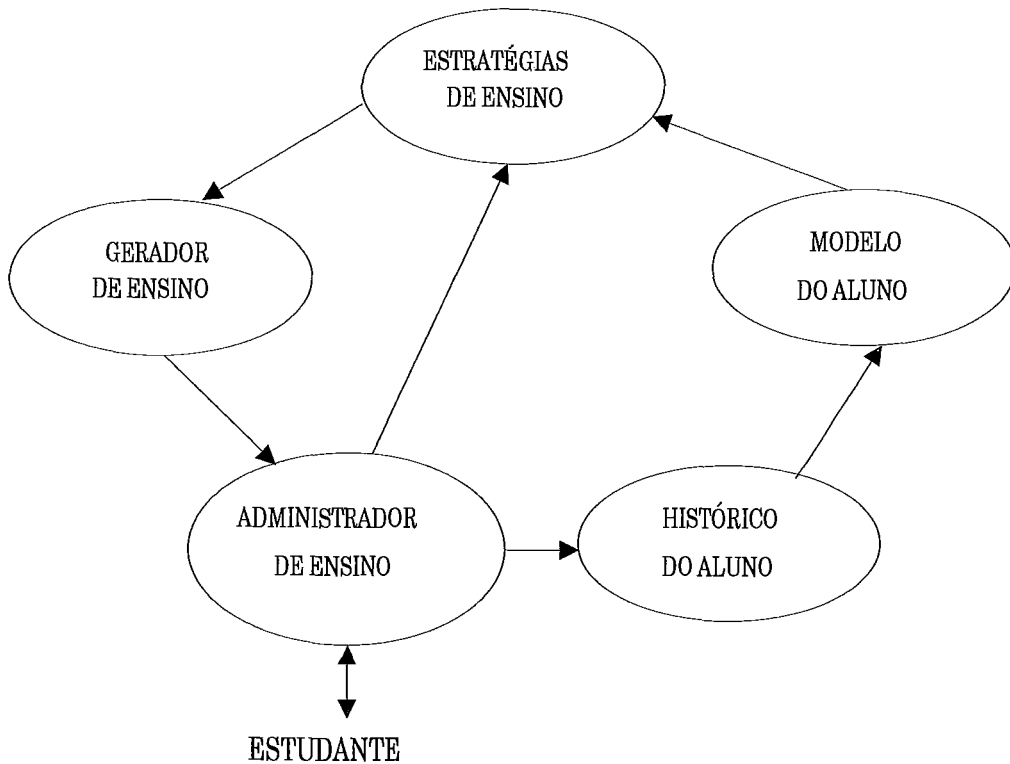 ESTRATÉGIAS
DE ENSINO
GERADOR
DE ENSINO
MODELO
DO ALUNO
ADMINISTRADOR
DE ENSINO
HISTÓRICO
DO ALUNO
ESTUDANTE